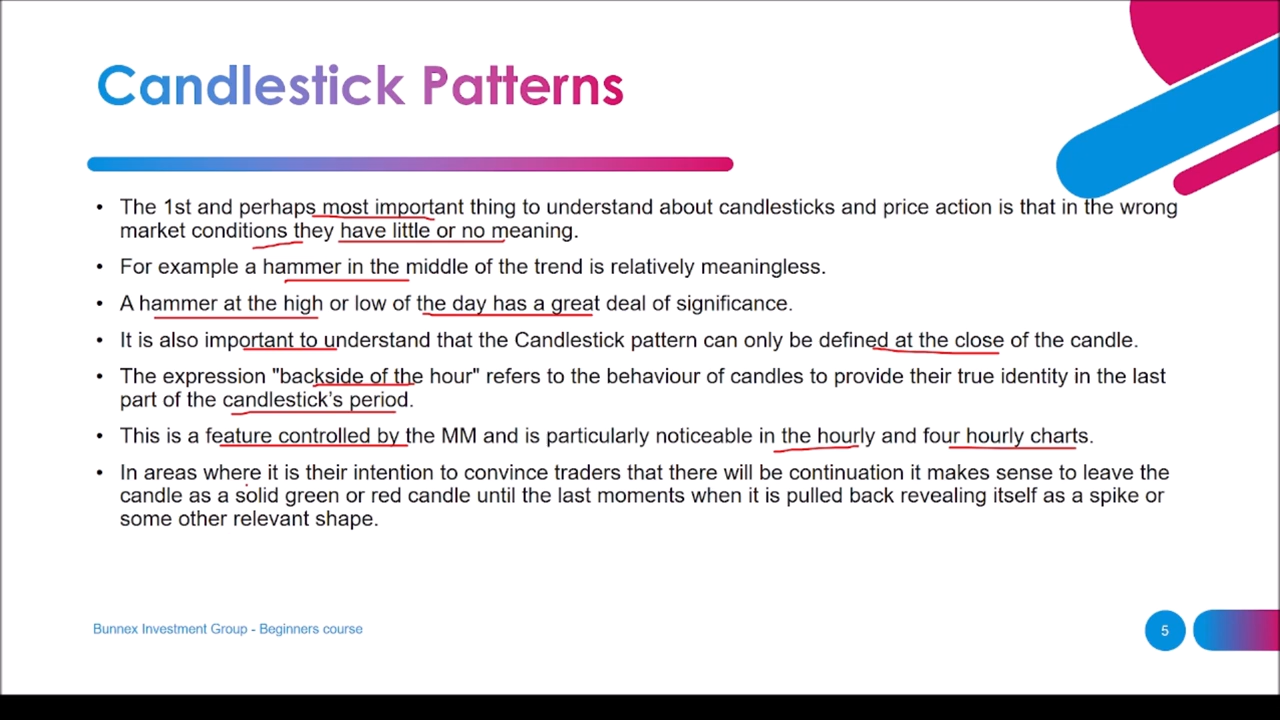 Candlestick Patterns
• The 1st and perhaps most important thing to understand about candlesticks and price action is that in the wrong
market conditions they have little or no meaning.
• For example a hammer in the middle of the trend is relatively meaningless.
• A hammer at the high or low of the day has a great deal of significance.
• It is also important to understand that the Candlestick pattern can only be defined at the close of the candle.
• The expression "backside of the hour" refers to the behaviour of candles to provide their true identity in the last
part of the candlestick's period.
• This is a feature controlled by the MM and is particularly noticeable in the hourly and four hourly charts.
• In areas where it is their intention to convince traders that there will be continuation it makes sense to leave the
candle as a solid green or red candle until the last moments when it is pulled back revealing itself as a spike or
some other relevant shape.
Bunnex Investment Group - Beginners course
5